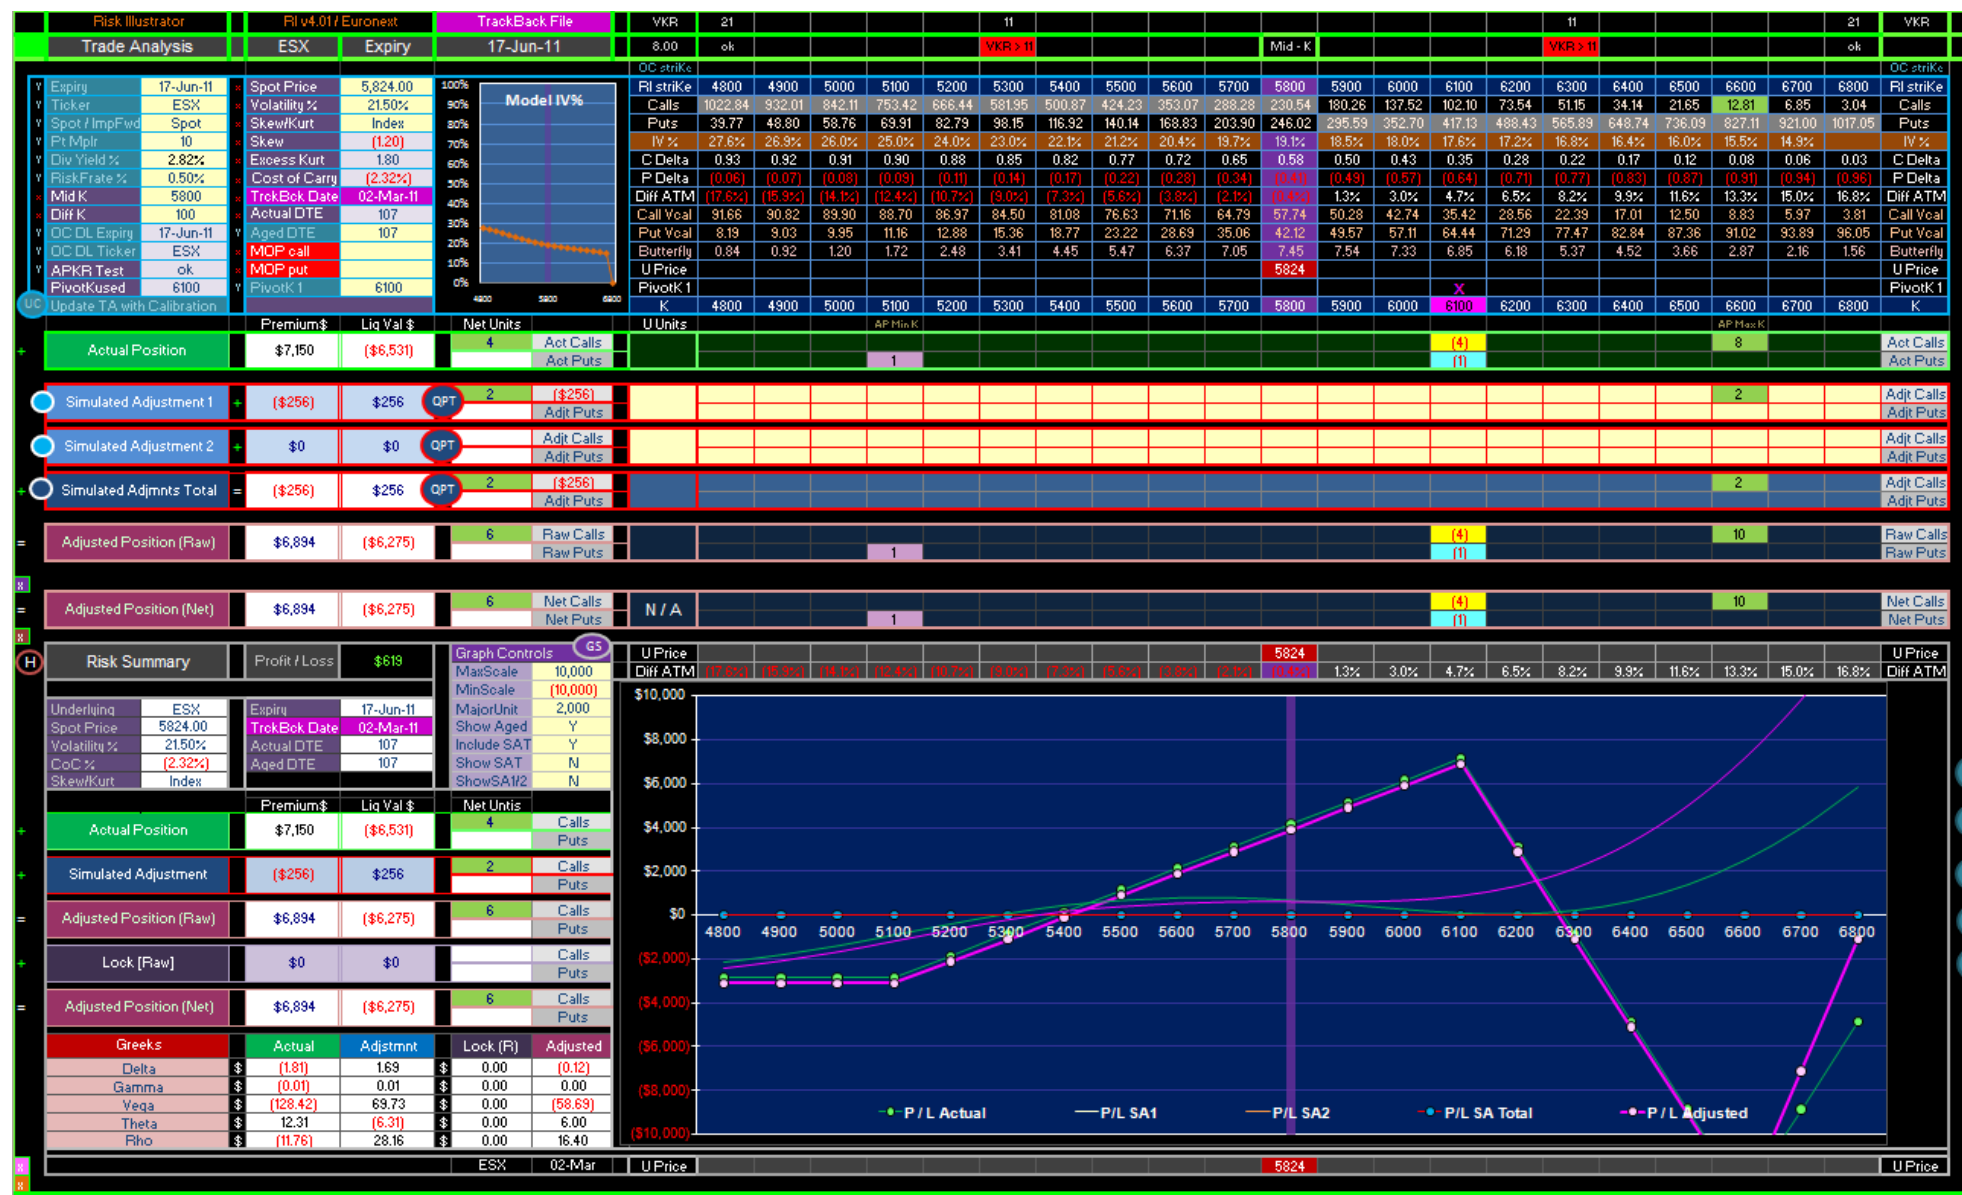 Risk Illustrator RI v4.01 / Euronext TrackBack File VKR 21 11 11 21 VKR
Trade Analysis ESX Expiry 17-Jun-11 8.00 ok VKR > 11 Mid - K VKR > 11 ok
OC striKe OC striKe
Y Expiry 17-Jun-11 x Spot Price 5,824.00 RI striKe 4800 4900 5000 5100 5200 5300 5400 5500 5600 5700 5800 5900 6000 6100 6200 6300 6400 6500 6600 6700 6800 RI striKe
Y Ticker ESX x Volatility % 21.50% Calls 1022.84 932.01 842.11 753.42 666.44 581.95 500.87 424.23 353.07 288.28 230.54 180.26 137.52 102.10 73.54 51.15 34.14 21.65 12.81 6.85 3.04 Calls
Y Spot / ImpFwd Spot x Skew/Kurt Index Puts 39.77 48.80 58.76 69.91 82.79 98.15 116.92 140.14 168.83 203.90 246.02 295.59 352.70 417.13 488.43 565.89 648.74 736.09 827.11 921.00 1017.05 Puts
Y Pt Mplr 10 x Skew (1.20) IV % 27.6% 26.9% 26.0% 25.0% 24.0% 23.0% 22.1% 21.2% 20.4% 19.7% 19.1% 18.5% 18.0% 17.6% 17.2% 16.8% 16.4% 16.0% 15.5% 14.9% IV %
Y Div Yield % 2.82% x Excess Kurt 1.80 C Delta 0.93 0.92 0.91 0.90 0.88 0.85 0.82 0.77 0.72 0.65 0.58 0.50 0.43 0.35 0.28 0.22 0.17 0.12 0.08 0.06 0.03 C Delta
Y RiskFrate % 0.50% x Cost of Carry (2.32%) P Delta (0.06) (0.07) (0.08) (0.09) (0.11) (0.14) (0.17) (0.22) (0.28) (0.34) (0.49) (0.57) (0.64) (0.71) (0.77) (0.83) (0.87) (0.91) (0.94) (0.96) P Delta
x Mid K 5800 TrckBck Date 02-Mar-11 Diff ATM (17.6%) (15.9%) (14.1%) (12.4%) (10.7%) (9.0%) (7.3%) (5.6%) (3.8%) (2.1%) (0.4%) 1.3% 3.0% 4.7% 6.5% 8.2% 9.9% 11.6% 13.3% 15.0% 16.8% Diff ATM
x Diff K 100 x Actual DTE 107 Call Vcal 91.66 90.82 89.90 88.70 86.97 84.50 81.08 76.63 71.16 64.79 57.74 50.28 42.74 35.42 28.56 22.39 17.01 12.50 8.83 5.97 3.81 Call Vcal
Y OC DL Expiry 17-Jun-11 Y Aged DTE 107 Put Vcal 8.19 9.03 9.95 11.16 12.88 15.36 18.77 23.22 28.69 35.06 42.12 49.57 57.11 64.44 71.29 77.47 82.84 87.36 91.02 93.89 96.05 Put Vcal
Y OC DL Ticker ESX x MOP call Butterfly 0.84 0.92 1.20 1.72 2.48 3.41 4.45 5.47 6.37 7.05 7.45 7.54 7.33 6.85 6.18 5.37 4.52 3.66 2.87 2.16 1.56 Butterfly
Y APKR Test ok x MOP put U Price 5824 U Price
PivotKused 6100 Y PivotK 1 6100 PivotK 1 X PivotK 1
UC Update TA with Calibration K 4800 4900 5000 5100 5200 5300 5400 5500 5600 5700 5800 5900 6000 6100 6200 6300 6400 6500 6600 6700 6800 K
Model IV%
100%
90%
80%
70%
60%
50%
40%
30%
20%
10%
0%
4800 5800 6800
Premium$ Liq Val $ Net Units U Units AP Min K AP Max K
+ Actual Position $7,150 ($6,531) 4 Act Calls (4) 8 Act Calls
Act Puts 1 (1) Act Puts
Simulated Adjustment 1 + ($256) $256 QPT 2 ($256) 2 Adjt Calls
Adjt Puts Adjt Puts
Simulated Adjustment 2 + $0 $0 QPT Adjt Calls Adjt Calls
Adjt Puts Adjt Puts
+ Simulated Adjmnts Total = ($256) $256 QPT 2 ($256) 2 Adjt Calls
Adjt Puts Adjt Puts
= Adjusted Position (Raw) $6,894 ($6,275) 6 Raw Calls (4) 10 Raw Calls
Raw Puts 1 (1) Raw Puts
x
= Adjusted Position (Net) $6,894 ($6,275) 6 Net Calls N / A (4) 10 Net Calls
Net Puts 1 (1) Net Puts
x
H Risk Summary Profit / Loss $619 Graph Controls GS U Price 5824 U Price
MaxScale 10,000 Diff ATM (17.6%) (15.9%) (14.1%) (12.4%) (10.7%) (9.0%) (7.3%) (5.6%) (3.8%) (2.1%) (0.4%) 1.3% 3.0% 4.7% 6.5% 8.2% 9.9% 11.6% 13.3% 15.0% 16.8% Diff ATM
MinScale (10,000)
Underlying ESX Expiry 17-Jun-11 MajorUnit 2,000
Spot Price 5824.00 TrckBck Date 02-Mar-11 Show Aged Y
Volatility % 21.50% Actual DTE 107 Include SAT Y
CoC % (2.32%) Aged DTE 107 Show SAT N
Skew/Kurt Index ShowSA1/2 N
Premium$ Liq Val $ Net Untis
+ Actual Position $7,150 ($6,531) 4 Calls
Puts
+ Simulated Adjustment ($256) $256 2 Calls
Puts
= Adjusted Position (Raw) $6,894 ($6,275) 6 Calls
Puts
+ Lock [Raw] $0 $0 Calls
Puts
= Adjusted Position (Net) $6,894 ($6,275) 6 Calls
Puts
Greeks Actual Adjstmnt Lock (R) Adjusted
Delta $ (1.81) 1.69 $ 0.00 (0.12)
Gamma $ (0.01) 0.01 $ 0.00 0.00
Vega $ (128.42) 69.73 $ 0.00 (58.69)
Theta $ 12.31 (6.31) $ 0.00 6.00
Rho $ (11.76) 28.16 $ 0.00 16.40
$10,000
$8,000
$6,000
$4,000
$2,000
$0
4800 4900 5000 5100 5200 5300 5400 5500 5600 5700 5800 5900 6000 6100 6200 6300 6400 6500 6600 6700 6800
($2,000)
($4,000)
($6,000)
($8,000)
($10,000)
P / L Actual P/L SA1 P/L SA2 P/L SA Total P / L Adjusted
x ESX 02-Mar U Price 5824 U Price
x